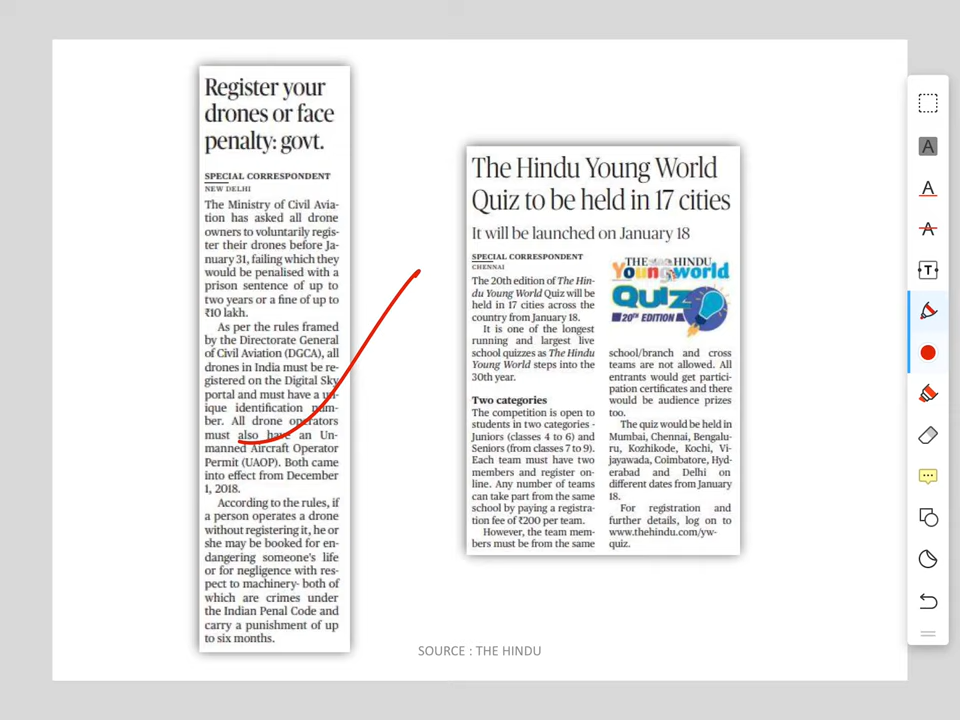 Register your
drones or face
penalty: govt.
SPECIAL CORRESPONDENT
NEW DELHI
The Ministry of Civil Avia-
tion has asked all drone
owners to voluntarily regis-
ter their drones before Ja-
nuary 31, failing which they
would be penalised with a
prison sentence of up to
two years or a fine of up to
₹10 lakh.
As per the rules framed
by the Directorate General
of Civil Aviation (DGCA), all
drones in India must be re-
gistered on the Digital Sky
portal and must have a un-
ique identification num-
ber. All drone operators
must also have an Un-
manned Aircraft Operator
Permit (UAOP). Both came
into effect from December
1, 2018.
According to the rules, if
a person operates a drone
without registering it, he or
she may be booked for en-
dangering someone's life
or for negligence with res-
pect to machinery- both of
which are crimes under
the Indian Penal Code and
carry a punishment of up
to six months.
The Hindu Young World
Quiz to be held in 17 cities
It will be launched on January 18
SPECIAL CORRESPONDENT
CHENNAI
The 20th edition of The Hin-
du Young World Quiz will be
held in 17 cities across the
country from January 18.
It is one of the longest
running and largest live
school quizzes as The Hindu
Young World steps into the
30th year.
Two categories
The competition is open to
students in two categories -
Juniors (classes 4 to 6) and
Seniors (from classes 7 to 9).
Each team must have two
members and register on-
line. Any number of teams
can take part from the same
school by paying a registra-
tion fee of ₹200 per team.
However, the team mem-
bers must be from the same
THE HINDU
Young world
Quiz
20TH EDITION
school/branch and cross
teams are not allowed. All
entrants would get partici-
pation certificates and there
would be audience prizes
too.
The quiz would be held in
Mumbai, Chennai, Bengalu-
ru, Kozhikode, Kochi, Vi-
jayawada, Coimbatore, Hyd-
erabad and Delhi on
different dates from January
18.
For registration and
further details, log on to
www.thehindu.com/yw-
quiz.
SOURCE : THE HINDU
A
A
A
T